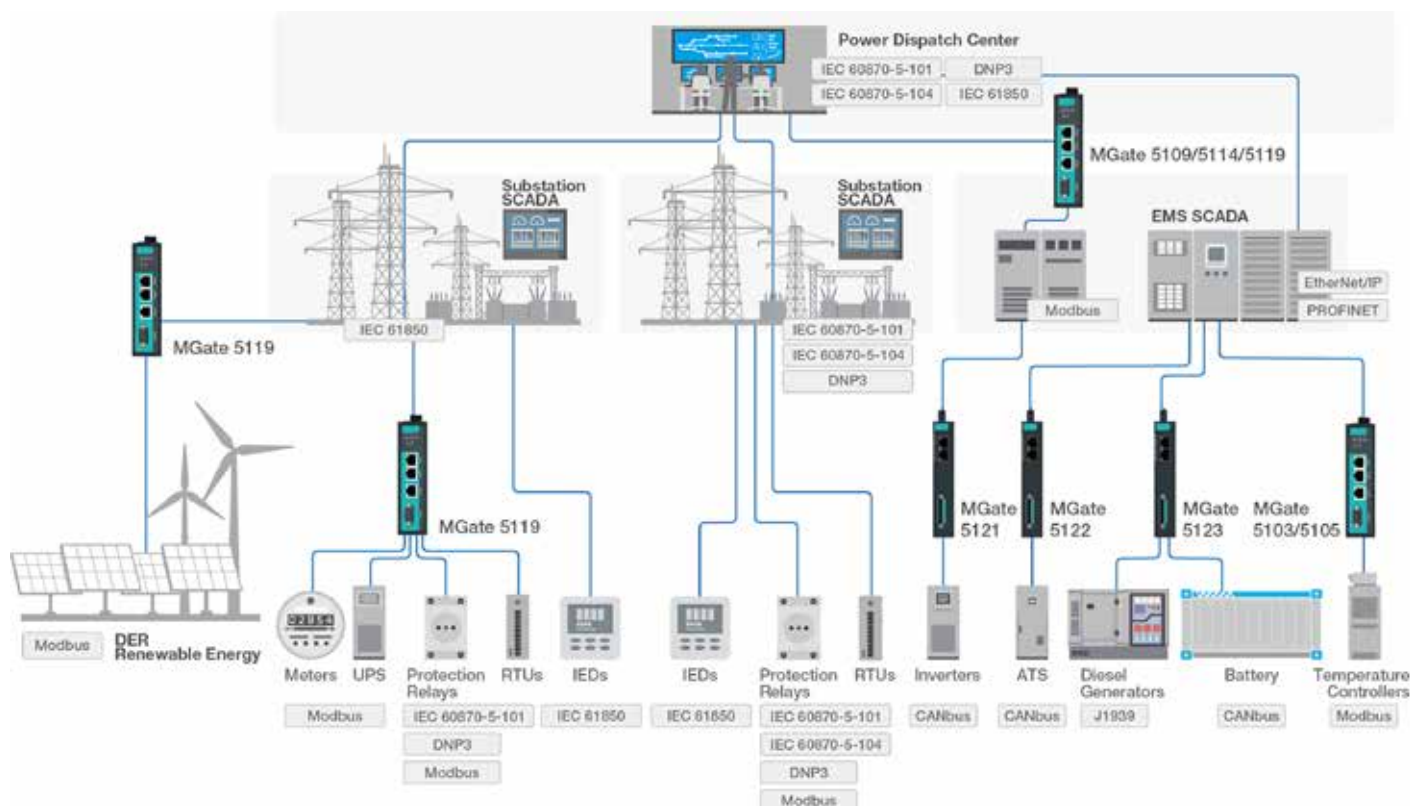 Power Dispatch Center
IEC 60870-5-101
DNP3
IEC 60870-5-104
IEC 61850
MGate 5109/5114/5119
Substation
SCADA
Substation
SCADA
EMS SCADA
EtherNet/IP
PROFINET
Modbus
IEC 61850
IEC 60870-5-101
IEC 60870-5-104
DNP3
MGate 5119
MGate 5119
MGate
5121
MGate
5122
MGate
5123
MGate
5103/5105
Modbus
DER
Renewable Energy
02954
Meters
UPS
Protection
Relays
RTUs
IEDs
IEDs
Protection
Relays
RTUs
Inverters
ATS
Diesel
Generators
Battery
Temperature
Controllers
Modbus
IEC 60870-5-101
DNP3
Modbus
IEC 61850
IEC 61850
IEC 60870-5-101
IEC 60870-5-104
DNP3
Modbus
CANbus
CANbus
J1939
CANbus
Modbus